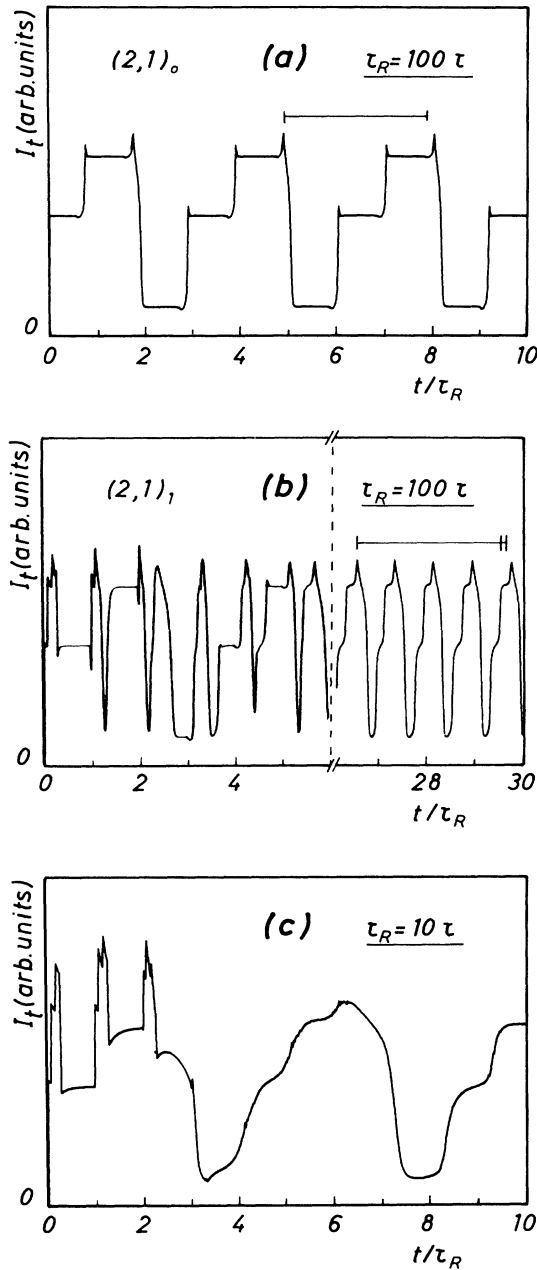 I_t (arb.units)
(2,1)₀
(a)
τ_R = 100 τ
0
0 2 4 6 8 10
t/τ_R
I_t (arb.units)
(2,1)₁
(b)
τ_R = 100 τ
0
0 2 4 28 30
t/τ_R
I_t (arb.units)
(c)
τ_R = 10 τ
0
0 2 4 6 8 10
t/τ_R